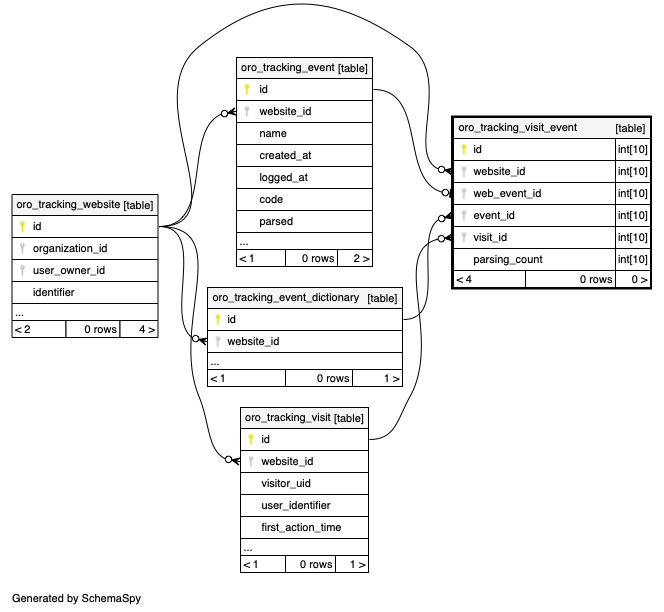 oro_tracking_event [table]
id
website_id
name
created_at
logged_at
code
parsed
...
< 1 0 rows 2 >
oro_tracking_visit_event [table]
id int[10]
website_id int[10]
web_event_id int[10]
event_id int[10]
visit_id int[10]
parsing_count int[10]
< 4 0 rows 0 >
oro_tracking_website [table]
id
organization_id
user_owner_id
identifier
...
< 2 0 rows 4 >
oro_tracking_event_dictionary [table]
id
website_id
...
< 1 0 rows 1 >
oro_tracking_visit [table]
id
website_id
visitor_uid
user_identifier
first_action_time
...
< 1 0 rows 1 >
Generated by SchemaSpy